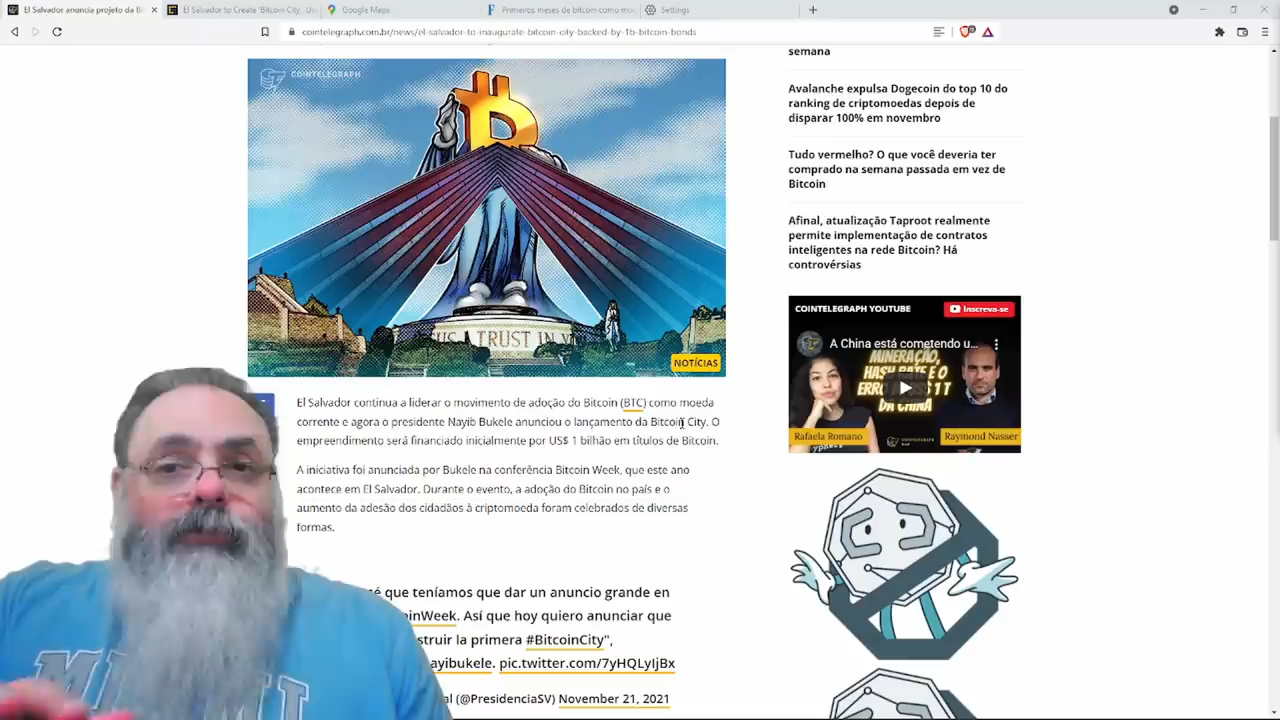 El Salvador anuncia projeto da Bi
El Salvador to Create 'Bitcoin City,' Us
Google Maps
Primeiros meses de bitcoin como mo
Settings
cointelegraph.com.br/news/el-salvador-to-inaugurate-bitcoin-city-backed-by-1b-bitcoin-bonds
COINTELEGRAPH
NOTÍCIAS
El Salvador continua a liderar o movimento de adoção do Bitcoin (BTC) como moeda
corrente e agora o presidente Nayib Bukele anunciou o lançamento da Bitcoin City. O
empreendimento será financiado inicialmente por US$ 1 bilhão em títulos de Bitcoin.
A iniciativa foi anunciada por Bukele na conferência Bitcoin Week, que este ano
acontece em El Salvador. Durante o evento, a adoção do Bitcoin no país e o
aumento da adesão dos cidadãos à criptomoeda foram celebrados de diversas
formas.
sé que teníamos que dar un anuncio grande en
oinWeek. Así que hoy quiero anunciar que
struir la primera #BitcoinCity",
ayibukele. pic.twitter.com/7yHQLyIjBx
al (@PresidenciaSV) November 21, 2021
semana
Avalanche expulsa Dogecoin do top 10 do
ranking de criptomoedas depois de
disparar 100% em novembro
Tudo vermelho? O que você deveria ter
comprado na semana passada em vez de
Bitcoin
Afinal, atualização Taproot realmente
permite implementação de contratos
inteligentes na rede Bitcoin? Há
controvérsias
COINTELEGRAPH YOUTUBE
Inscreva-se
A China está cometendo u...
MINERAÇÃO,
HASH RATE E O
DA CHINA
Rafaela Romano
Raymond Nasser